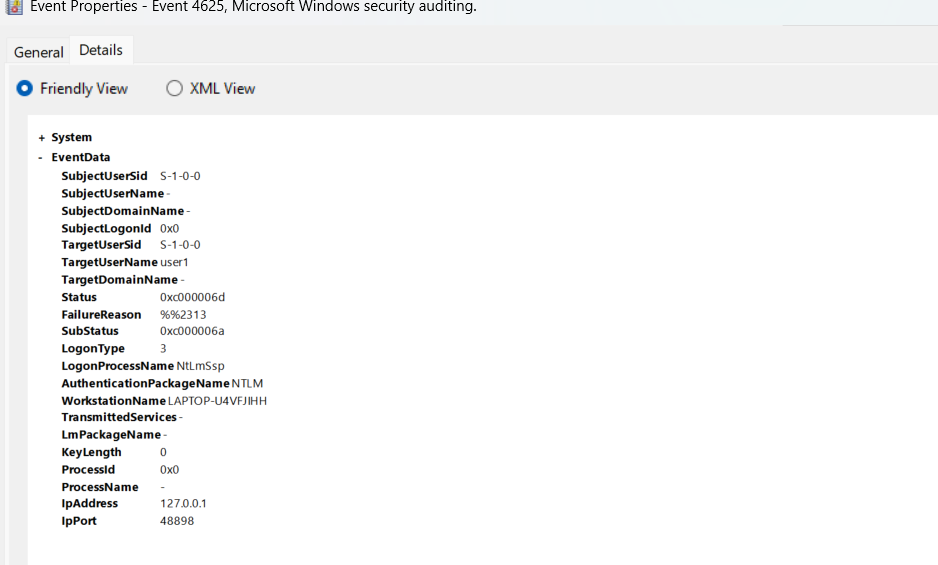 Event Properties - Event 4625, Microsoft Windows security auditing.
General Details
Friendly View XML View
+ System
- EventData
SubjectUserSid S-1-0-0
SubjectUserName -
SubjectDomainName -
SubjectLogonId 0x0
TargetUserSid S-1-0-0
TargetUserName user1
TargetDomainName -
Status 0xc000006d
FailureReason %%2313
SubStatus 0xc000006a
LogonType 3
LogonProcessName NtLmSsp
AuthenticationPackageName NTLM
WorkstationName LAPTOP-U4VFJIHH
TransmittedServices -
LmPackageName -
KeyLength 0
ProcessId 0x0
ProcessName -
IpAddress 127.0.0.1
IpPort 48898